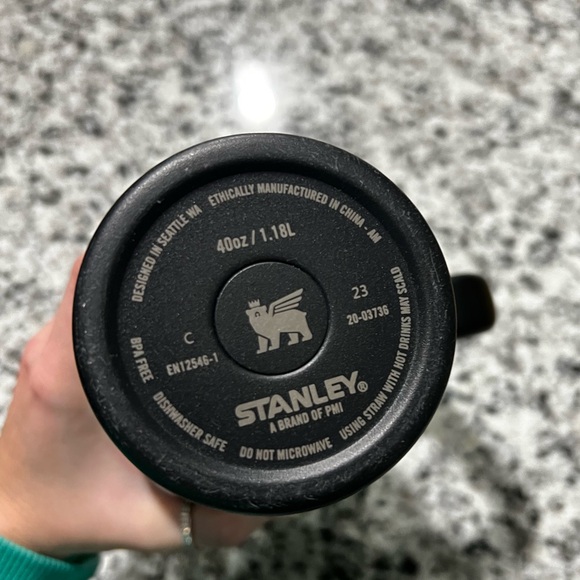 DESIGNED IN SEATTLE WA
ETHICALLY MANUFACTURED IN CHINA - AM
40oz / 1.18L
C
EN12546-1
23
20-03736
STANLEY®
A BRAND OF PMI
BPA FREE
DISHWASHER SAFE
DO NOT MICROWAVE
USING STRAW WITH HOT DRINKS MAY SCALD